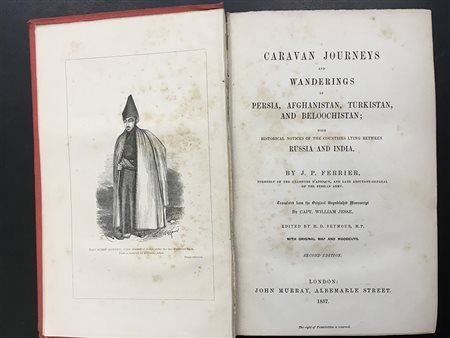 CARAVAN JOURNEYS
AND
WANDERINGS
IN
PERSIA, AFGHANISTAN, TURKISTAN,
AND BELOOCHISTAN;
WITH
HISTORICAL NOTICES OF THE COUNTRIES LYING BETWEEN
RUSSIA AND INDIA.
BY J. P. FERRIER,
FORMERLY OF THE CHASSEURS D'AFRIQUE, AND LATE ADJUTANT-GENERAL
OF THE PERSIAN ARMY.
Translated from the Original Unpublished Manuscript
BY CAPT. WILLIAM JESSE.
EDITED BY H. D. SEYMOUR, M.P.
WITH ORIGINAL MAP AND WOODCUTS.
SECOND EDITION.
LONDON:
JOHN MURRAY, ALBEMARLE STREET.
1857.
The right of Translation is reserved.